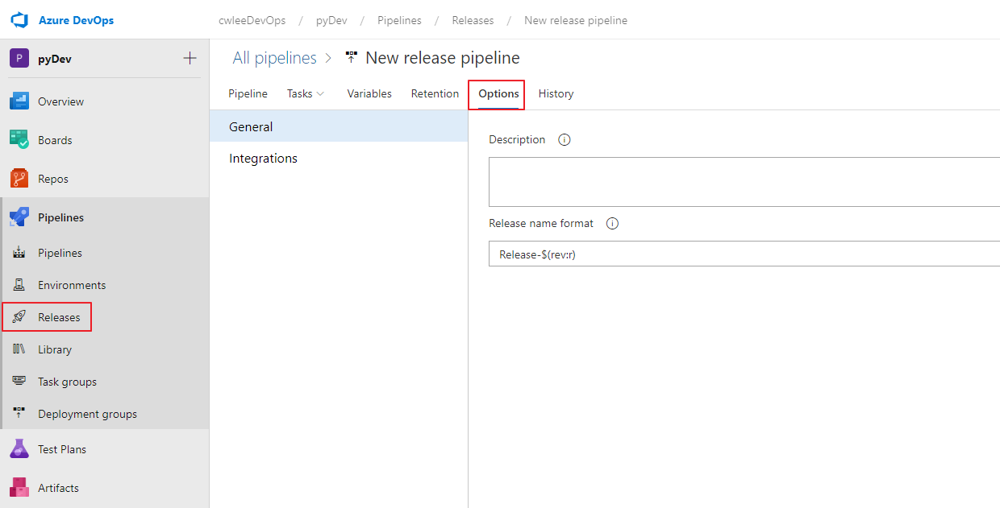 Azure DevOps
cwleeDevOps / pyDev / Pipelines / Releases / New release pipeline
P pyDev +
Overview
Boards
Repos
Pipelines
Pipelines
Environments
Releases
Library
Task groups
Deployment groups
Test Plans
Artifacts
All pipelines > New release pipeline
Pipeline Tasks Variables Retention Options History
General
Integrations
Description i
Release name format i
Release-$(rev:r)